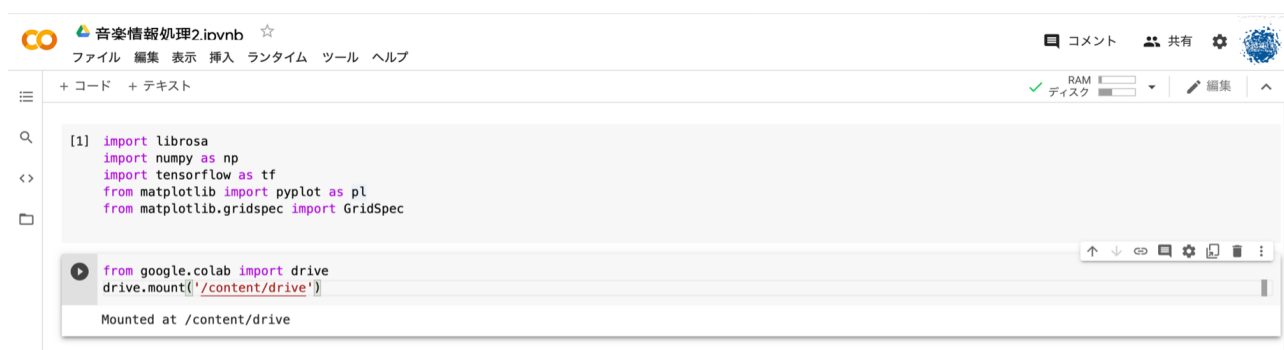 音楽情報処理2.ipynb
ファイル 編集 表示 挿入 ランタイム ツール ヘルプ
コメント 共有
+ コード + テキスト
RAM
ディスク
編集
[1] import librosa
import numpy as np
import tensorflow as tf
from matplotlib import pyplot as pl
from matplotlib.gridspec import GridSpec
from google.colab import drive
drive.mount('/content/drive')
Mounted at /content/drive